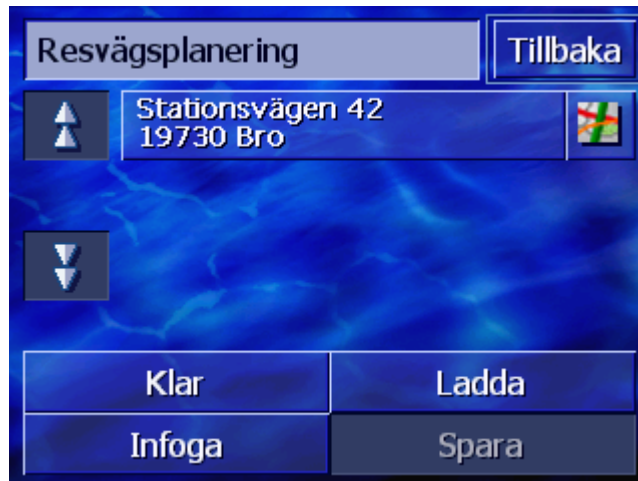 Resvägsplanering
Tillbaka
Stationsvägen 42
19730 Bro
Klar
Ladda
Infoga
Spara